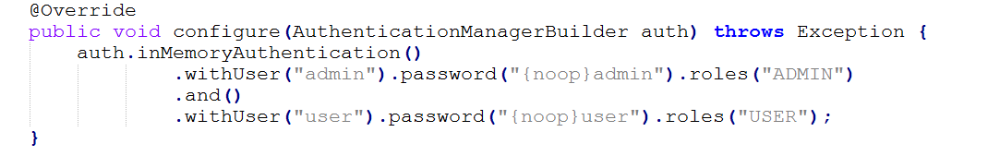 @Override
public void configure(AuthenticationManagerBuilder auth) throws Exception {
    auth.inMemoryAuthentication()
            .withUser("admin").password("{noop}admin").roles("ADMIN")
            .and()
            .withUser("user").password("{noop}user").roles("USER");
}